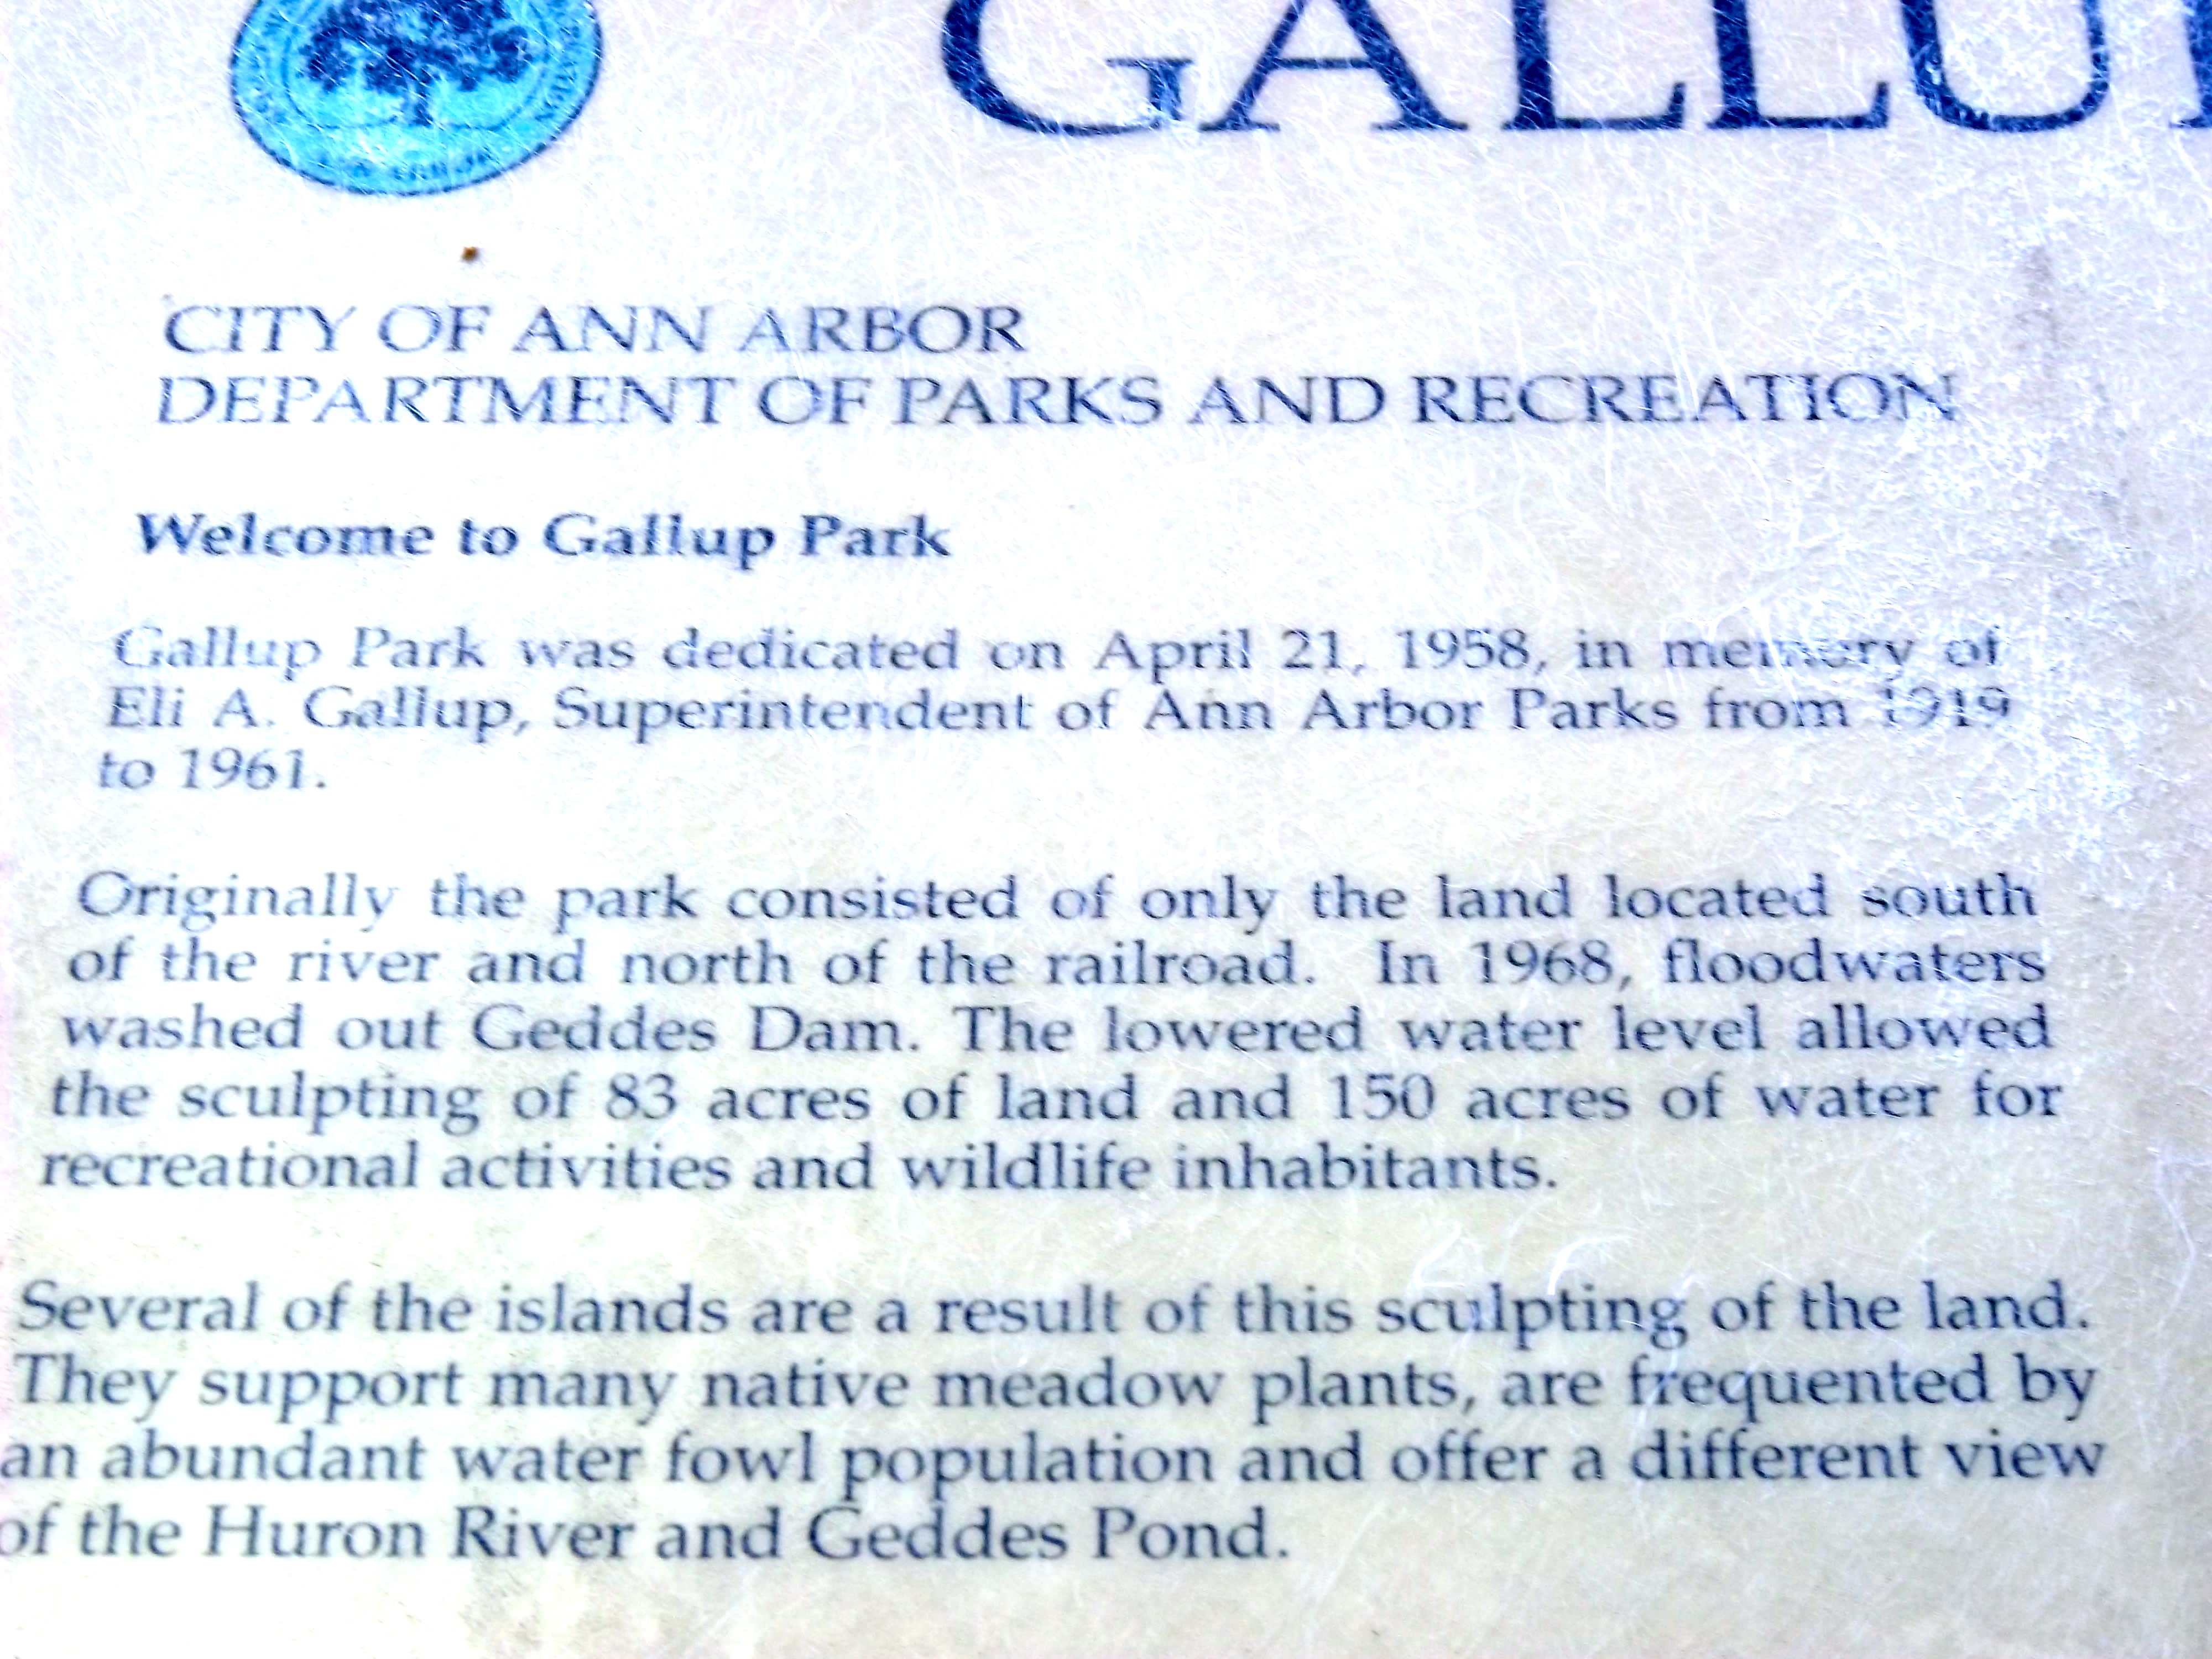 GALLUP
CITY OF ANN ARBOR
DEPARTMENT OF PARKS AND RECREATION
Welcome to Gallup Park
Gallup Park was dedicated on April 21, 1958, in memory of
Eli A. Gallup, Superintendent of Ann Arbor Parks from 1919
to 1961.
Originally the park consisted of only the land located south
of the river and north of the railroad. In 1968, floodwaters
washed out Geddes Dam. The lowered water level allowed
the sculpting of 83 acres of land and 150 acres of water for
recreational activities and wildlife inhabitants.
Several of the islands are a result of this sculpting of the land.
They support many native meadow plants, are frequented by
an abundant water fowl population and offer a different view
of the Huron River and Geddes Pond.